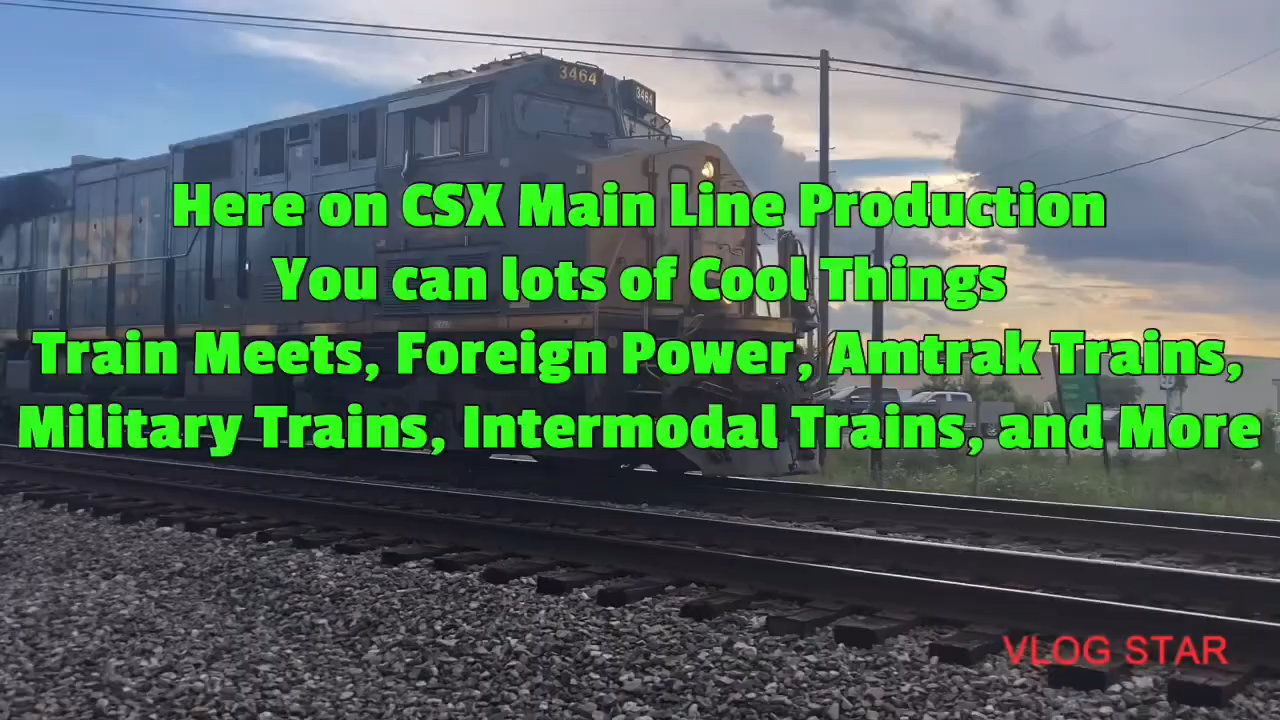 3464
3464
Here on CSX Main Line Production
You can lots of Cool Things
Train Meets, Foreign Power, Amtrak Trains,
Military Trains, Intermodal Trains, and More
VLOG STAR